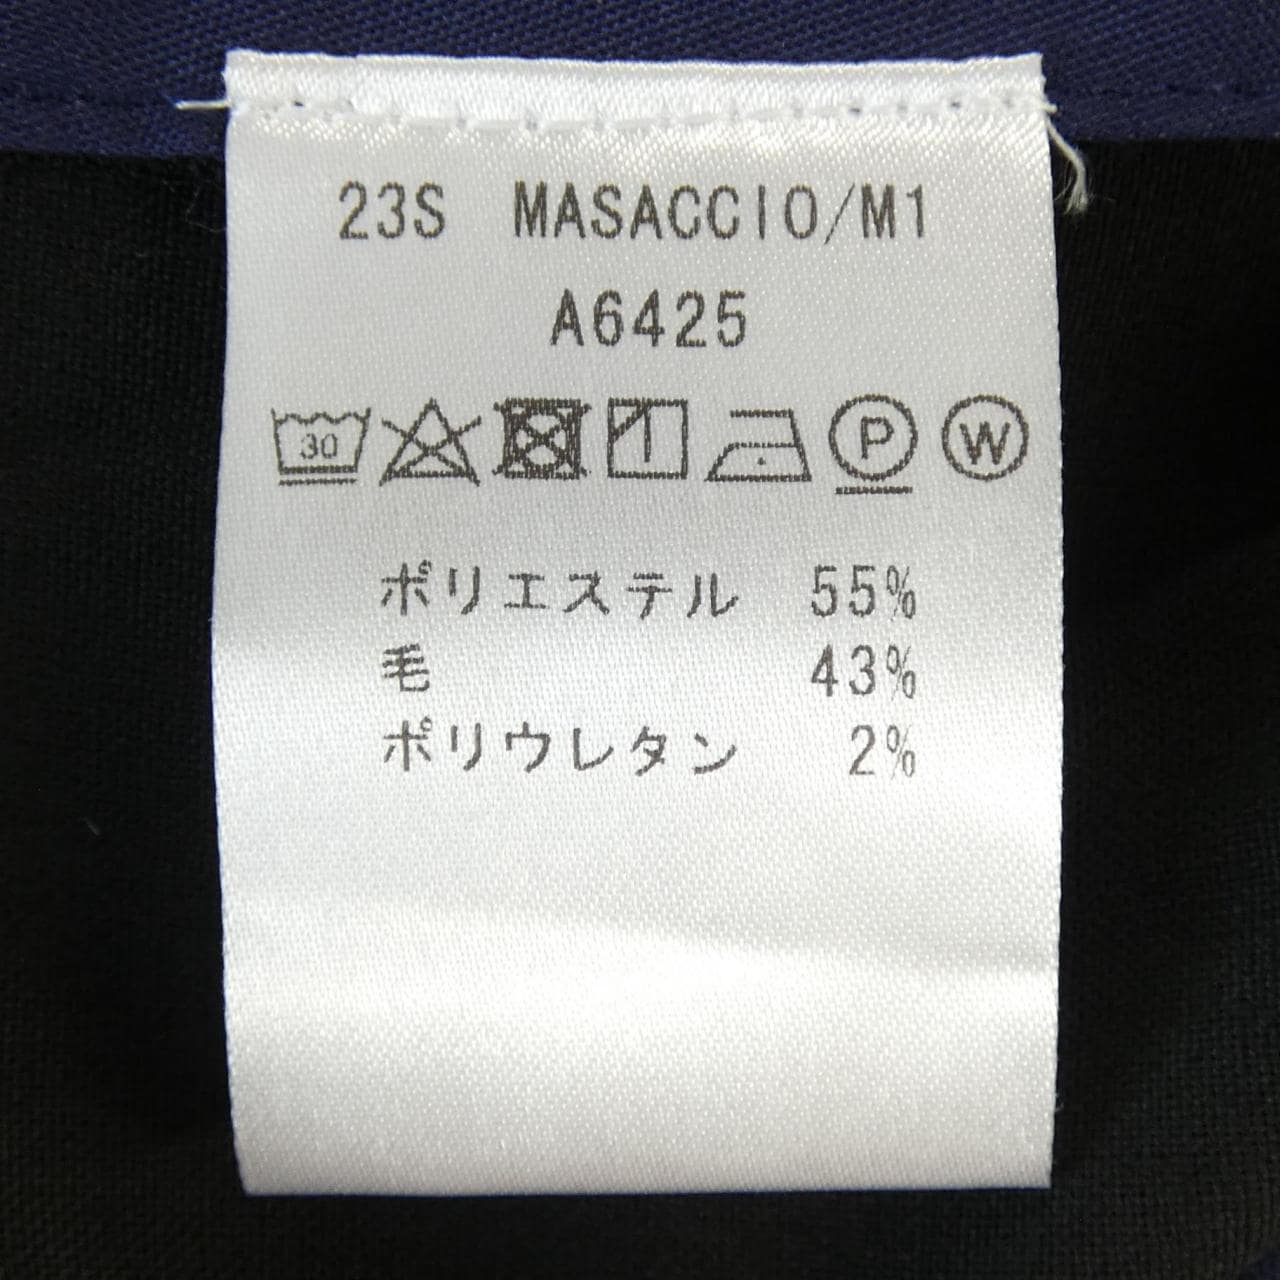 23S MASACCIO/M1
A6425
30 P W
ポリエステル 55%
毛 43%
ポリウレタン 2%